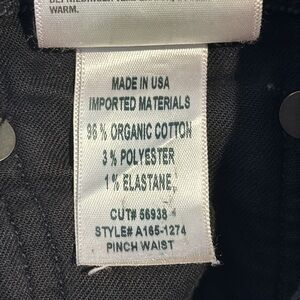 WARM.
MADE IN USA
IMPORTED MATERIALS
96 % ORGANIC COTTON
3 % POLYESTER
1 % ELASTANE
CUT# 56938
STYLE# A165-1274
PINCH WAIST